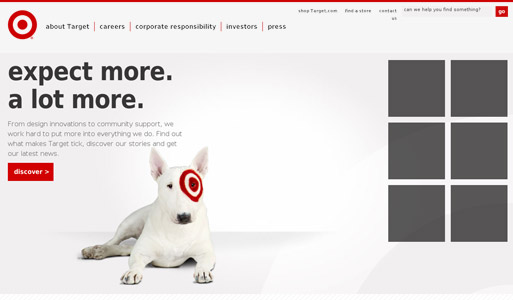 shop Target.com find a store contact us
can we help you find something?
go
about Target careers corporate responsibility investors press
expect more.
a lot more.
From design innovations to community support, we
work hard to put more into everything we do. Find out
what makes Target tick, discover our stories and get
our latest news.
discover >